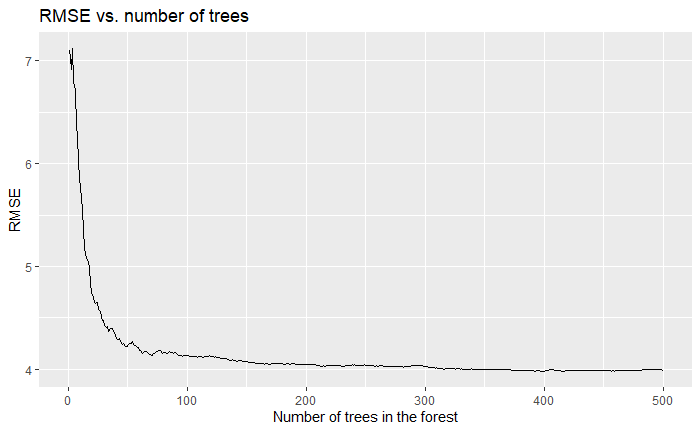 RMSE vs. number of trees
RMSE
7
6
5
4
0 100 200 300 400 500
Number of trees in the forest